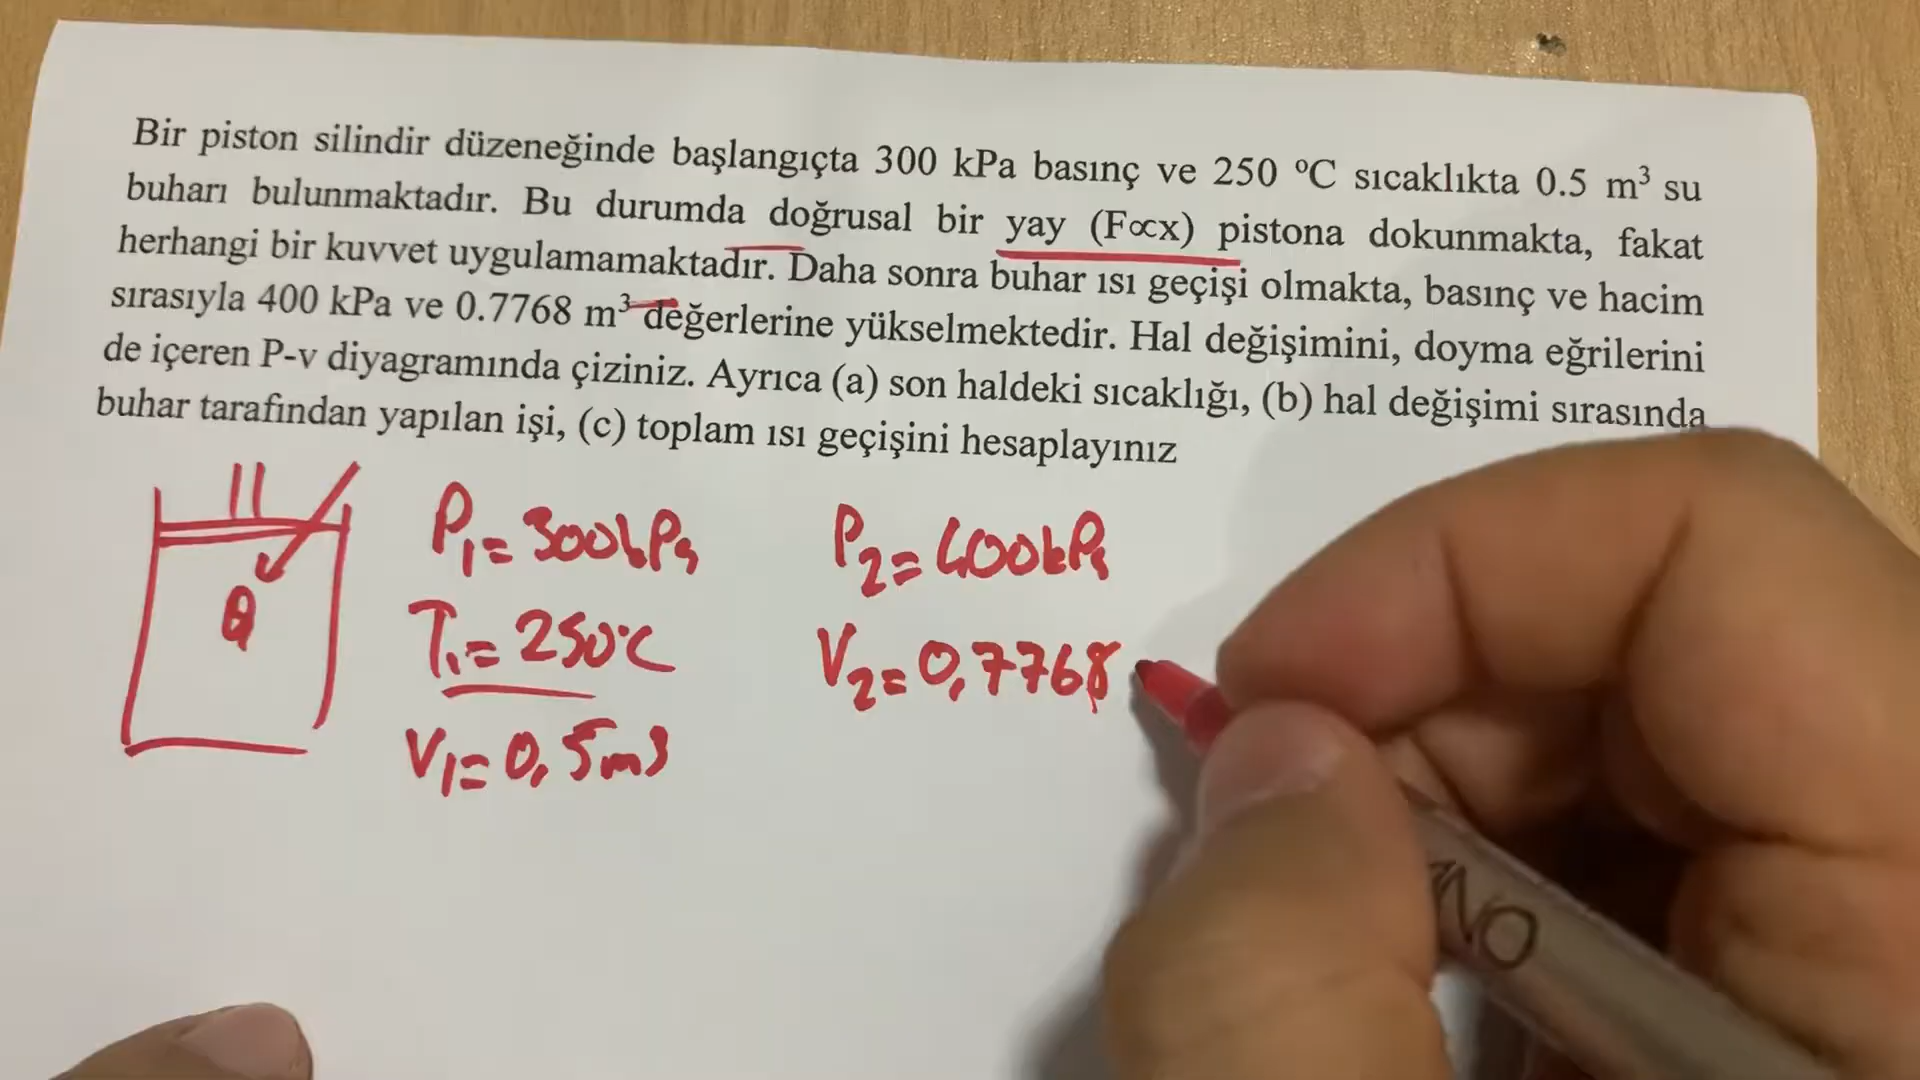 Bir piston silindir düzeneğinde başlangıçta 300 kPa basınç ve 250 ºC sıcaklıkta 0.5 m³ su
buharı bulunmaktadır. Bu durumda doğrusal bir yay (F∝x) pistona dokunmakta, fakat
herhangi bir kuvvet uygulamamaktadır. Daha sonra buhar ısı geçişi olmakta, basınç ve hacim
sırasıyla 400 kPa ve 0.7768 m³ değerlerine yükselmektedir. Hal değişimini, doyma eğrilerini
de içeren P-v diyagramında çiziniz. Ayrıca (a) son haldeki sıcaklığı, (b) hal değişimi sırasında
buhar tarafından yapılan işi, (c) toplam ısı geçişini hesaplayınız
P₁= 300kPa
P₂= 400kPa
Q
T₁= 250°C
V₂= 0,7768
V₁= 0,5m3